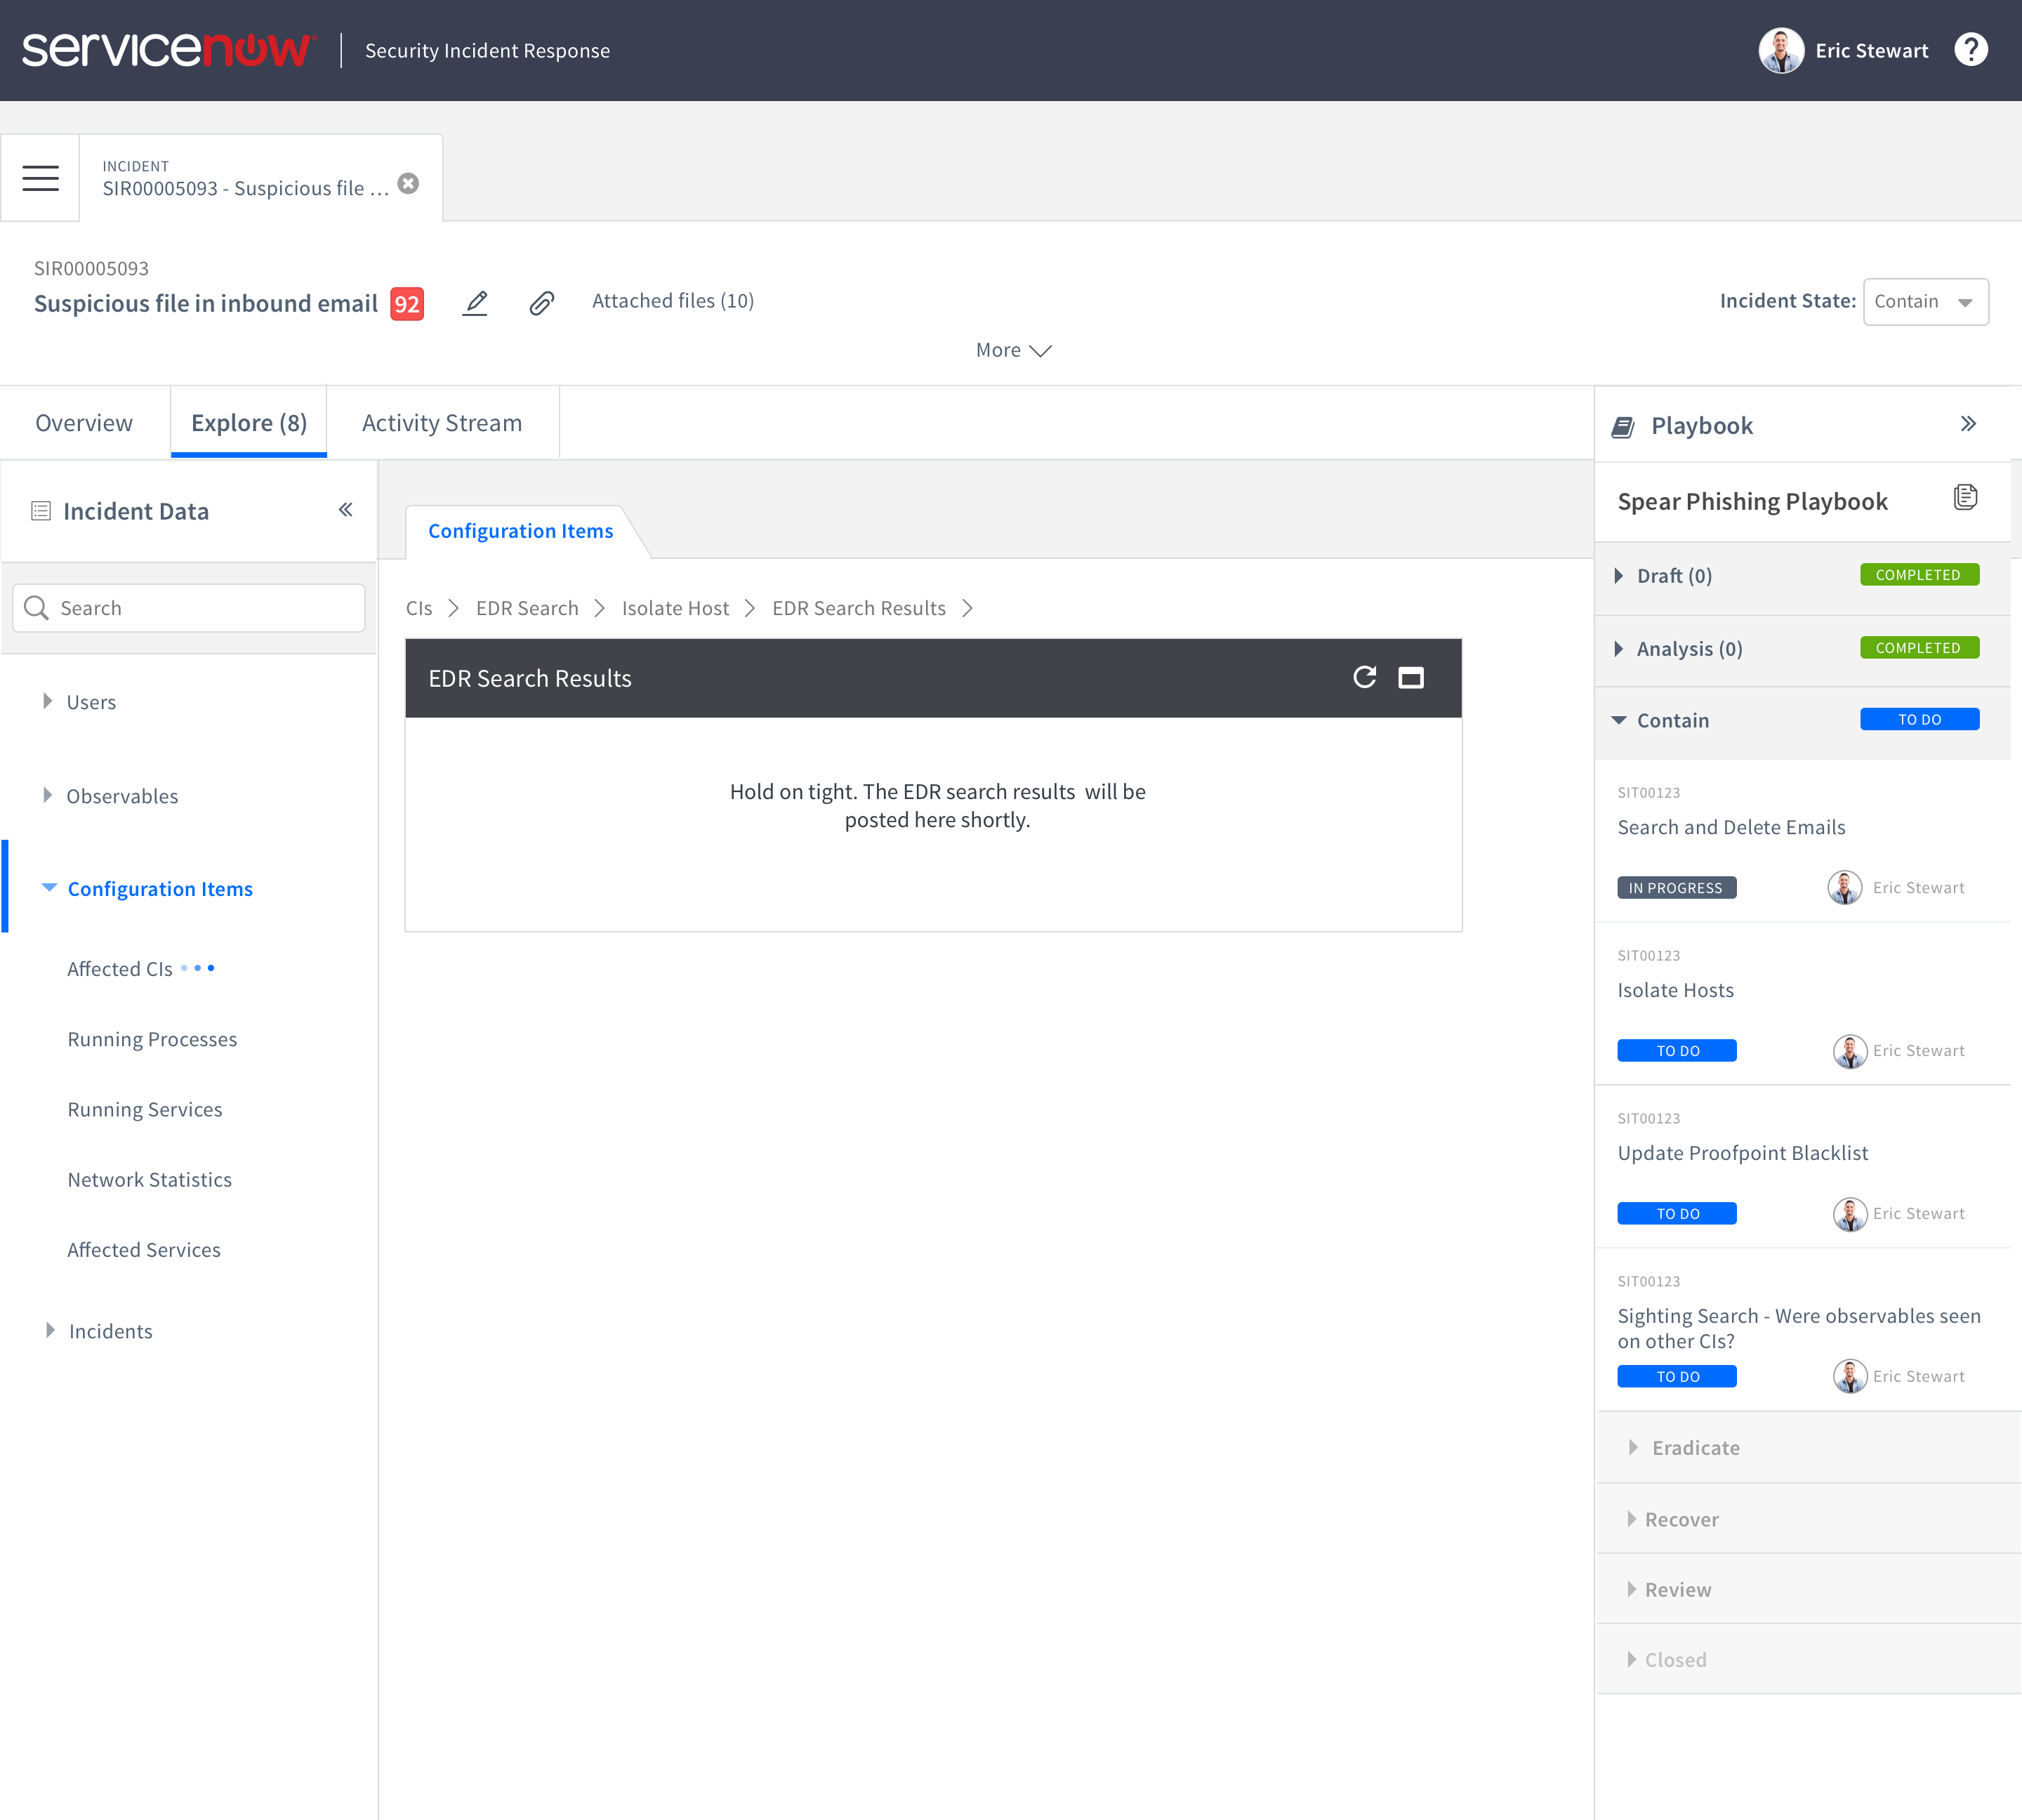 servicenow
Security Incident Response
Eric Stewart
INCIDENT
SIR00005093 - Suspicious file ...
SIR00005093
Suspicious file in inbound email 92
Attached files (10)
Incident State: Contain
More
Overview
Explore (8)
Activity Stream
Incident Data
Search
Users
Observables
Configuration Items
Affected CIs
Running Processes
Running Services
Network Statistics
Affected Services
Incidents
Configuration Items
CIs
EDR Search
Isolate Host
EDR Search Results
EDR Search Results
Hold on tight. The EDR search results will be
posted here shortly.
Playbook
Spear Phishing Playbook
Draft (0) COMPLETED
Analysis (0) COMPLETED
Contain TO DO
SIT00123
Search and Delete Emails
IN PROGRESS Eric Stewart
SIT00123
Isolate Hosts
TO DO Eric Stewart
SIT00123
Update Proofpoint Blacklist
TO DO Eric Stewart
SIT00123
Sighting Search - Were observables seen
on other CIs?
TO DO Eric Stewart
Eradicate
Recover
Review
Closed